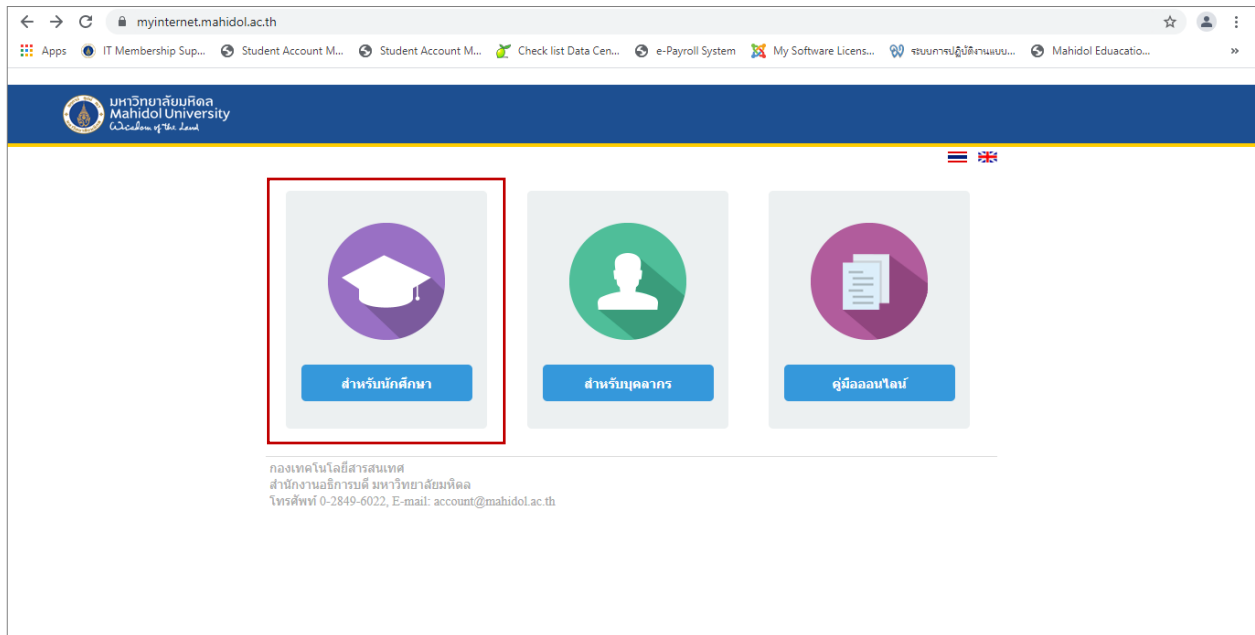 myinternet.mahidol.ac.th
Apps IT Membership Sup... Student Account M... Student Account M... Check list Data Cen... e-Payroll System My Software Licens... ระบบการปฏิบัติงานแบบ... Mahidol Eduacatio... »
มหาวิทยาลัยมหิดล
Mahidol University
Wisdom of the Land
สำหรับนักศึกษา สำหรับบุคลากร คู่มือออนไลน์
กองเทคโนโลยีสารสนเทศ
สำนักงานอธิการบดี มหาวิทยาลัยมหิดล
โทรศัพท์ 0-2849-6022, E-mail: account@mahidol.ac.th